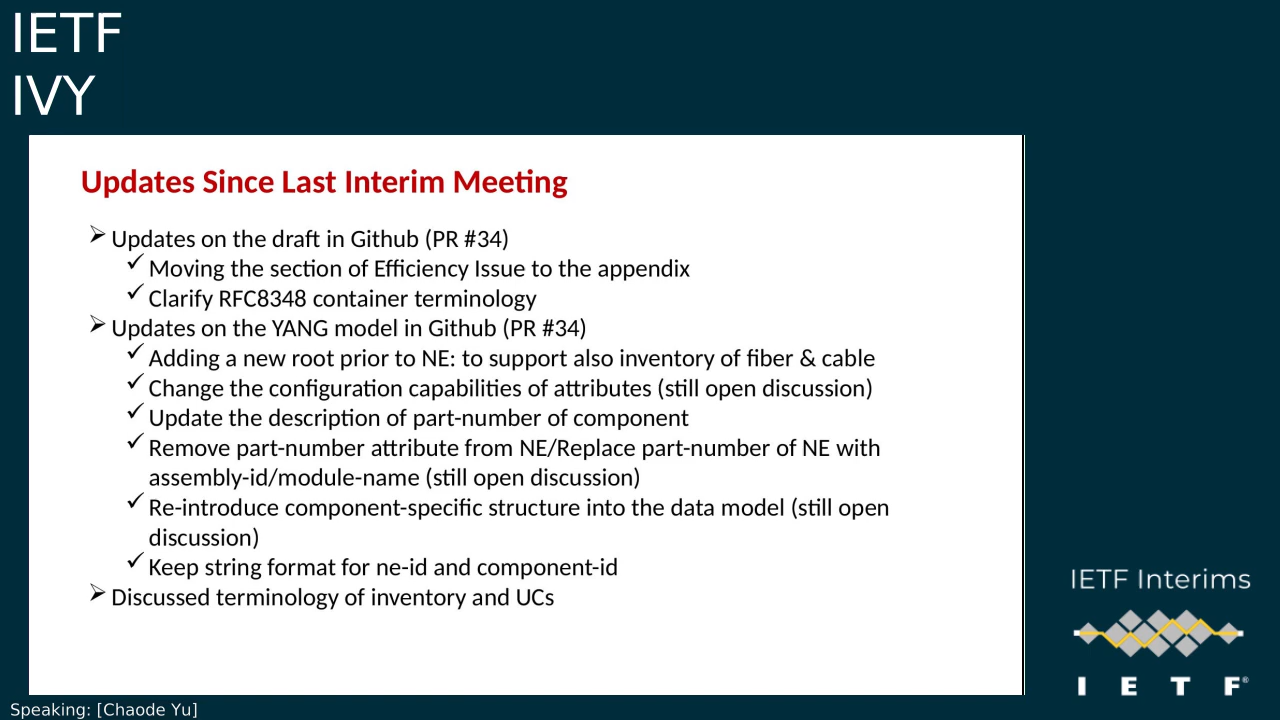 IETF
IVY
Updates Since Last Interim Meeting
Updates on the draft in Github (PR #34)
Moving the section of Efficiency Issue to the appendix
Clarify RFC8348 container terminology
Updates on the YANG model in Github (PR #34)
Adding a new root prior to NE: to support also inventory of fiber & cable
Change the configuration capabilities of attributes (still open discussion)
Update the description of part-number of component
Remove part-number attribute from NE/Replace part-number of NE with
assembly-id/module-name (still open discussion)
Re-introduce component-specific structure into the data model (still open
discussion)
Keep string format for ne-id and component-id
Discussed terminology of inventory and UCs
IETF Interims
I E T F®
Speaking: [Chaode Yu]